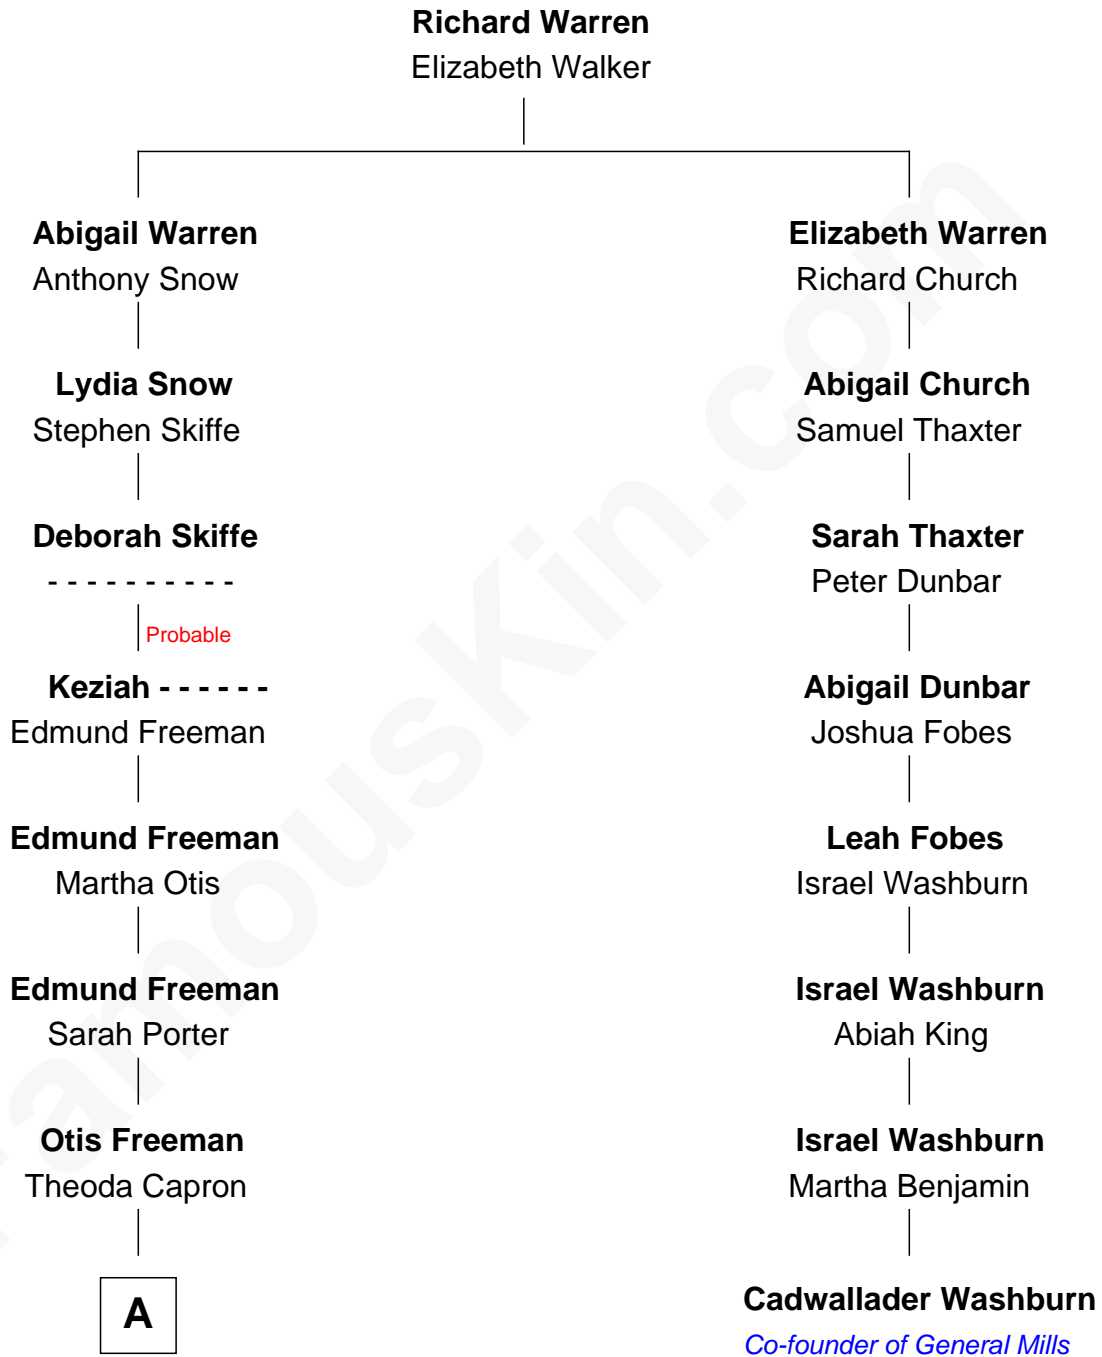 Richard Warren
Elizabeth Walker
Abigail Warren
Anthony Snow
Elizabeth Warren
Richard Church
Lydia Snow
Stephen Skiffe
Abigail Church
Samuel Thaxter
Deborah Skiffe
- - - - - - - - - -
Sarah Thaxter
Peter Dunbar
Probable
Keziah - - - - - -
Edmund Freeman
Abigail Dunbar
Joshua Fobes
Edmund Freeman
Martha Otis
Leah Fobes
Israel Washburn
Edmund Freeman
Sarah Porter
Israel Washburn
Abiah King
Otis Freeman
Theoda Capron
Israel Washburn
Martha Benjamin
A
Cadwallader Washburn
Co-founder of General Mills
FamousKin.com